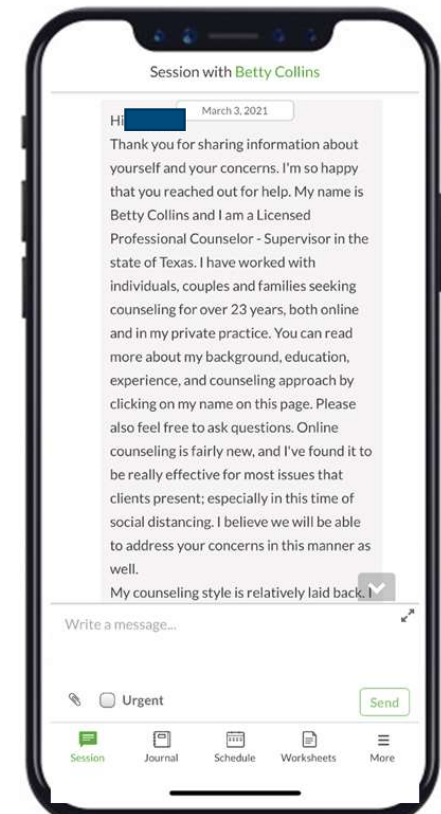 Session with Betty Collins
March 3, 2021
Hi
Thank you for sharing information about
yourself and your concerns. I'm so happy
that you reached out for help. My name is
Betty Collins and I am a Licensed
Professional Counselor - Supervisor in the
state of Texas. I have worked with
individuals, couples and families seeking
counseling for over 23 years, both online
and in my private practice. You can read
more about my background, education,
experience, and counseling approach by
clicking on my name on this page. Please
also feel free to ask questions. Online
counseling is fairly new, and I've found it to
be really effective for most issues that
clients present; especially in this time of
social distancing. I believe we will be able
to address your concerns in this manner as
well.
My counseling style is relatively laid back. I
Write a message...
Urgent
Send
Session
Journal
Schedule
Worksheets
More